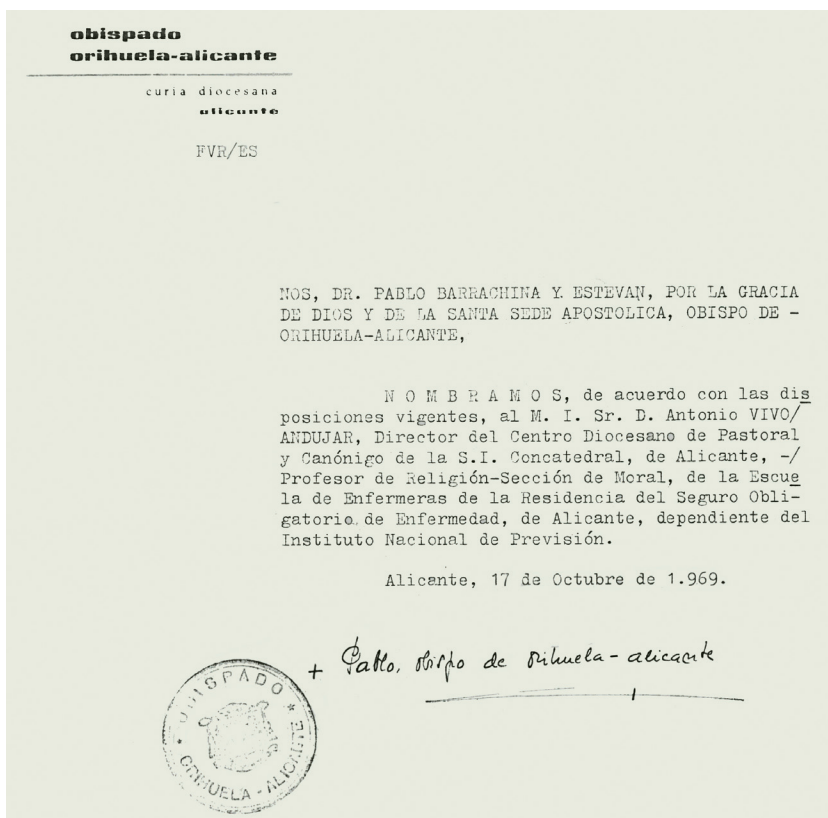 obispado
orihuela-alicante
curia diocesana
alicante
FVR/ES
NOS, DR. PABLO BARRACHINA Y ESTEVAN, POR LA GRACIA
DE DIOS Y DE LA SANTA SEDE APOSTOLICA, OBISPO DE -
ORIHUELA-ALICANTE,
N O M B R A M O S, de acuerdo con las dis
posiciones vigentes, al M. I. Sr. D. Antonio VIVO/
ANDUJAR, Director del Centro Diocesano de Pastoral
y Canónigo de la S.I. Concatedral, de Alicante, -/
Profesor de Religión-Sección de Moral, de la Escue
la de Enfermeras de la Residencia del Seguro Obli-
gatorio de Enfermedad, de Alicante, dependiente del
Instituto Nacional de Previsión.
Alicante, 17 de Octubre de 1.969.
+ Pablo, obispo de Orihuela-alicante
OBISPADO * ORIHUELA - ALICANTE *